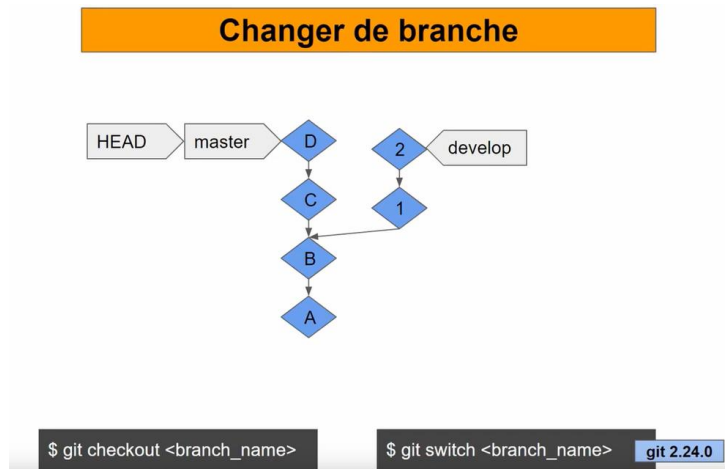 Changer de branche
HEAD
master
D
2
develop
C
1
B
A
$ git checkout <branch_name>
$ git switch <branch_name>
git 2.24.0